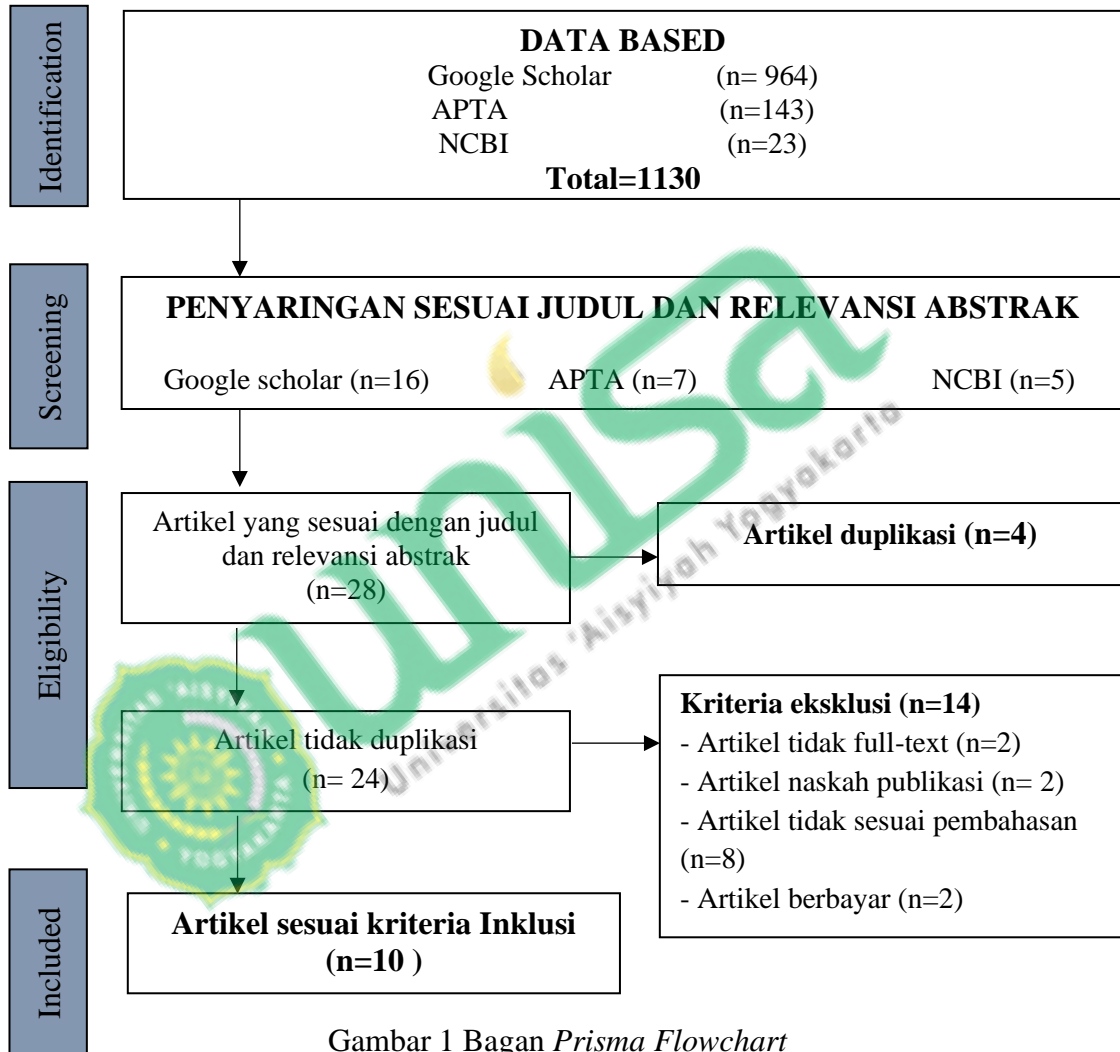 Identification
DATA BASED
Google Scholar (n= 964)
APTA (n=143)
NCBI (n=23)
Total=1130
Screening
PENYARINGAN SESUAI JUDUL DAN RELEVANSI ABSTRAK
Google scholar (n=16) APTA (n=7) NCBI (n=5)
Eligibility
Artikel yang sesuai dengan judul
dan relevansi abstrak
(n=28)
Artikel duplikasi (n=4)
Artikel tidak duplikasi
(n= 24)
Kriteria eksklusi (n=14)
- Artikel tidak full-text (n=2)
- Artikel naskah publikasi (n= 2)
- Artikel tidak sesuai pembahasan
(n=8)
- Artikel berbayar (n=2)
Included
Artikel sesuai kriteria Inklusi
(n=10 )
Gambar 1 Bagan Prisma Flowchart
unisa
Universitas 'Aisyiyah Yogyakarta
UNIVERSITAS 'AISYIYAH
YOGYAKARTA